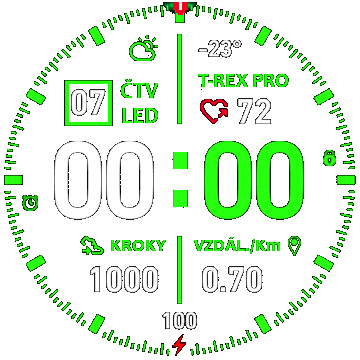 -23°
ČTV
07
LED
T-REX PRO
72
00:00
KROKY
VZDÁL./Km
1000
0.70
100